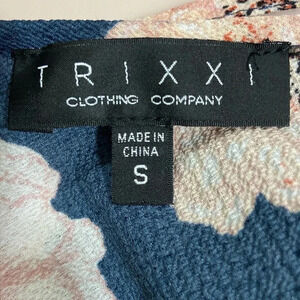 TRIXXI
CLOTHING COMPANY
MADE IN
CHINA
S